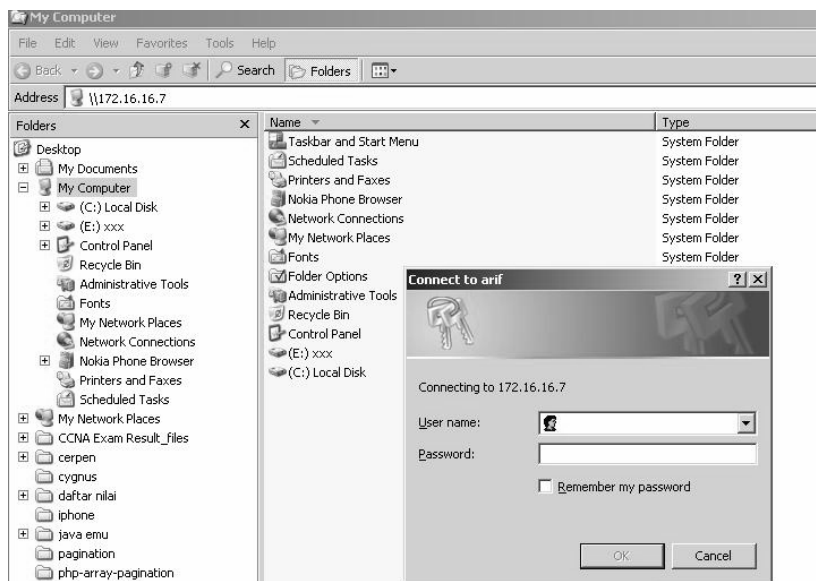 My Computer
File Edit View Favorites Tools Help
Back Search Folders
Address \\172.16.16.7
Folders x
Desktop
My Documents
My Computer
(C:) Local Disk
(E:) xxx
Control Panel
Recycle Bin
Administrative Tools
Fonts
My Network Places
Network Connections
Nokia Phone Browser
Printers and Faxes
Scheduled Tasks
My Network Places
CCNA Exam Result_files
cerpen
cygnus
daftar nilai
iphone
java emu
pagination
php-array-pagination
Name Type
Taskbar and Start Menu System Folder
Scheduled Tasks System Folder
Printers and Faxes System Folder
Nokia Phone Browser System Folder
Network Connections System Folder
My Network Places System Folder
Fonts System Folder
Folder Options
Administrative Tools
Recycle Bin
Control Panel
(E:) xxx
(C:) Local Disk
Connect to arif
Connecting to 172.16.16.7
User name:
Password:
Remember my password
OK Cancel